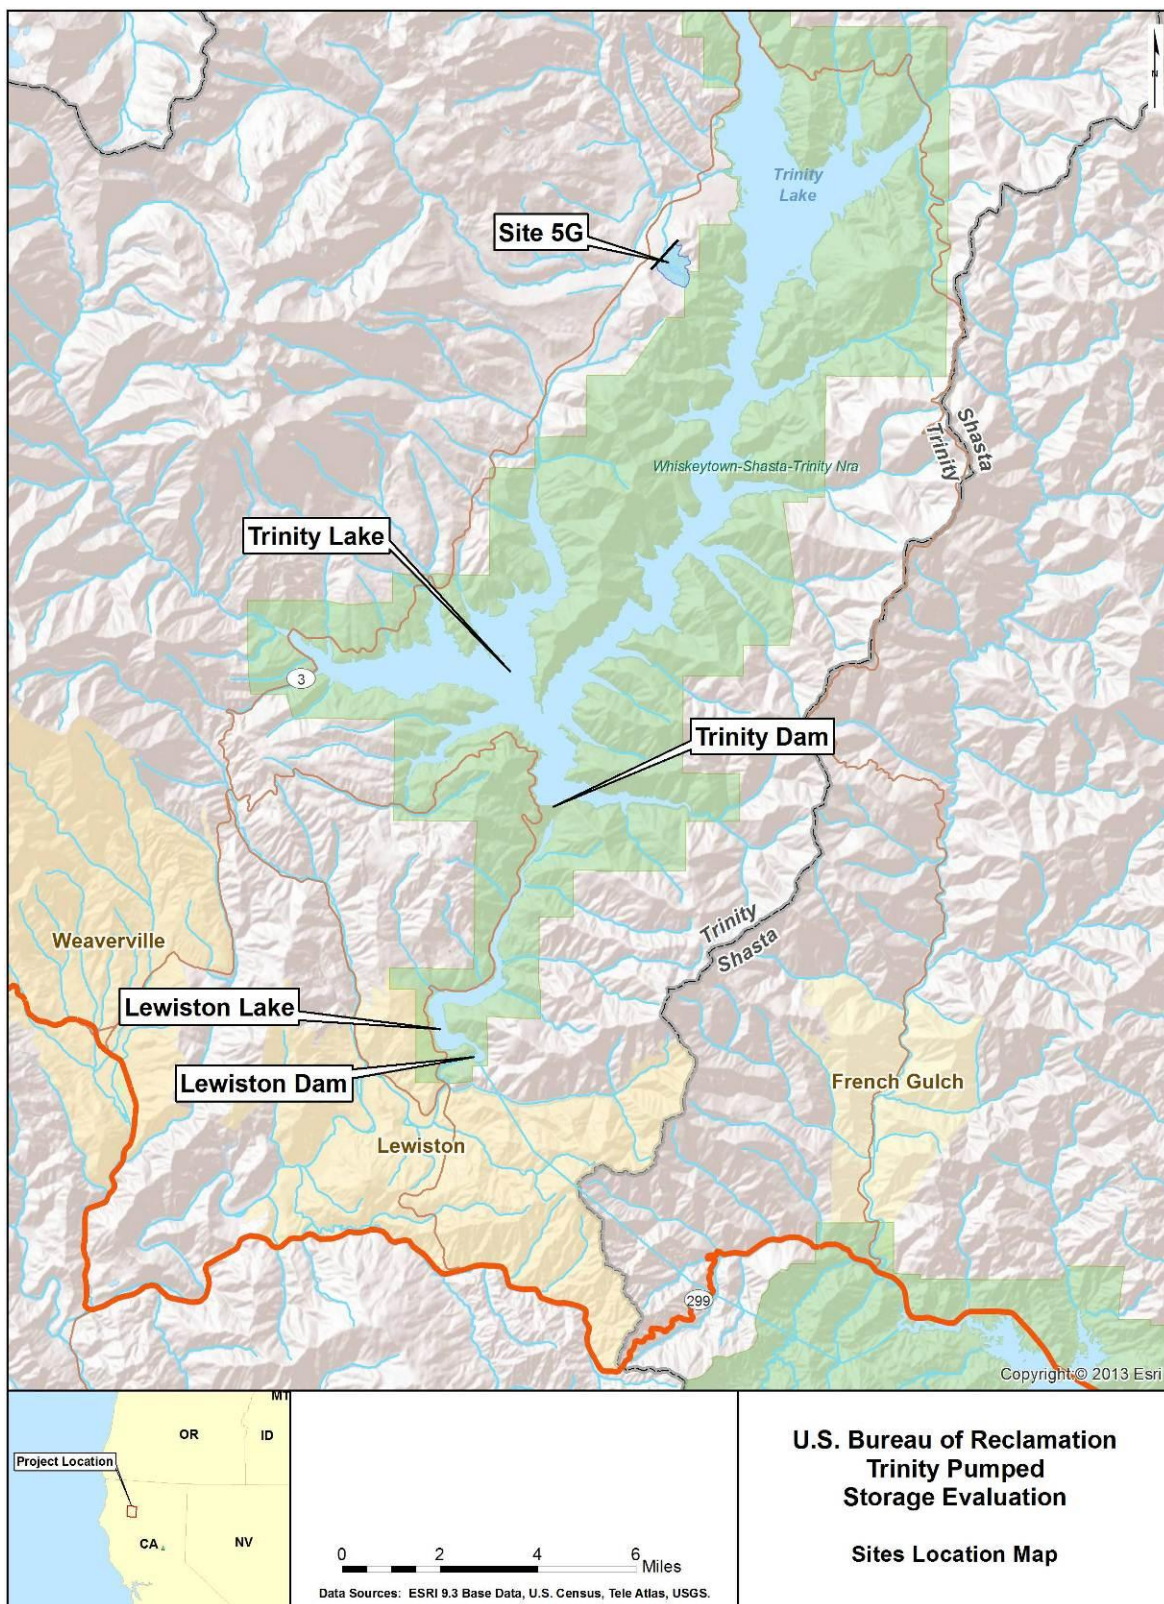 N
Trinity
Lake
Site 5G
Shasta
Trinity
Whiskeytown-Shasta-Trinity Nra
Trinity Lake
3
Trinity Dam
Trinity
Shasta
Weaverville
Lewiston Lake
Lewiston Dam
French Gulch
Lewiston
299
Copyright:© 2013 Esri
MT
OR
ID
Project Location
CA
NV
0 2 4 6
Miles
Data Sources: ESRI 9.3 Base Data, U.S. Census, Tele Atlas, USGS.
U.S. Bureau of Reclamation
Trinity Pumped
Storage Evaluation
Sites Location Map